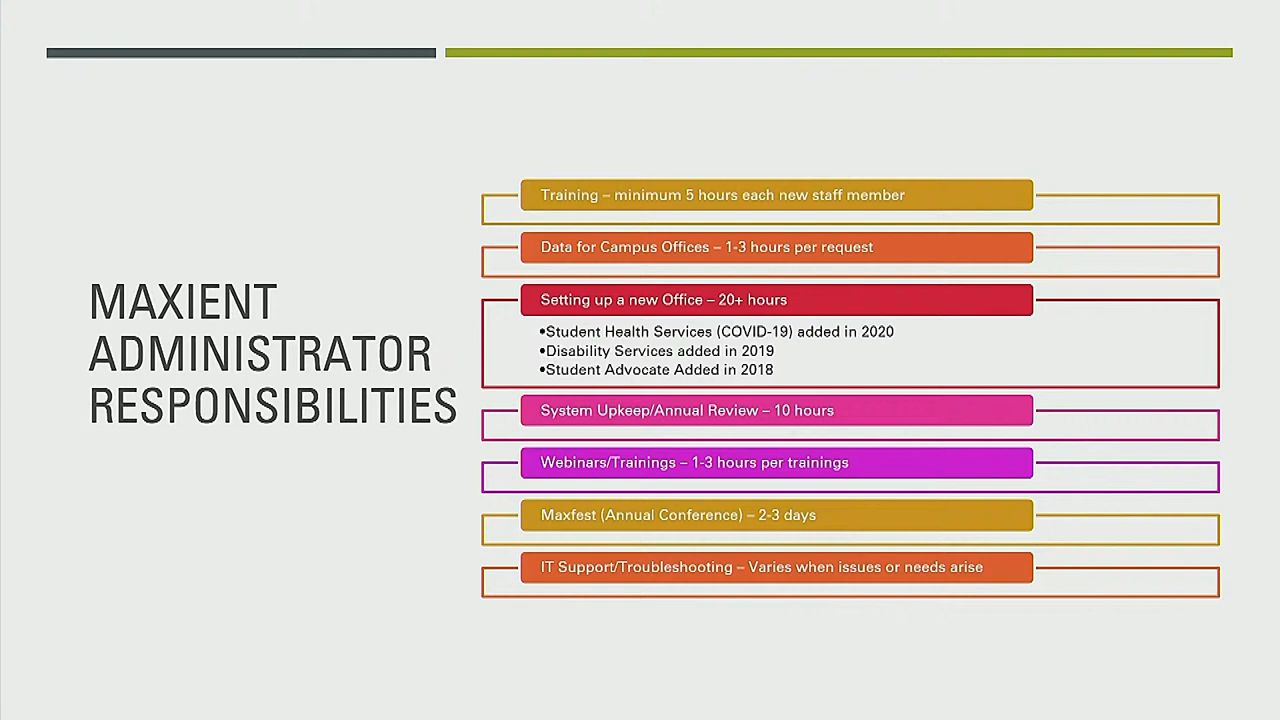 MAXIENT
ADMINISTRATOR
RESPONSIBILITIES
Training – minimum 5 hours each new staff member
Data for Campus Offices – 1-3 hours per request
Setting up a new Office – 20+ hours
•Student Health Services (COVID-19) added in 2020
•Disability Services added in 2019
•Student Advocate Added in 2018
System Upkeep/Annual Review – 10 hours
Webinars/Trainings – 1-3 hours per trainings
Maxfest (Annual Conference) – 2-3 days
IT Support/Troubleshooting – Varies when issues or needs arise